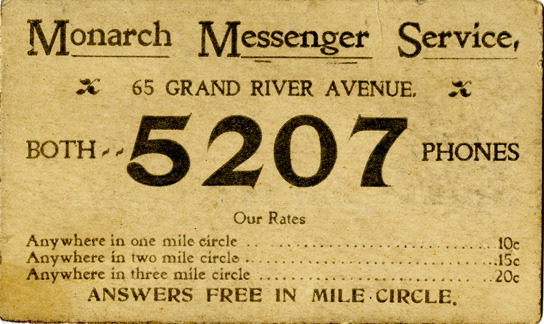 Monarch Messenger Service,
65 GRAND RIVER AVENUE.
BOTH -- 5207 PHONES
Our Rates
Anywhere in one mile circle .......................... 10c
Anywhere in two mile circle .......................... 15c
Anywhere in three mile circle ........................ 20c
ANSWERS FREE IN MILE CIRCLE.